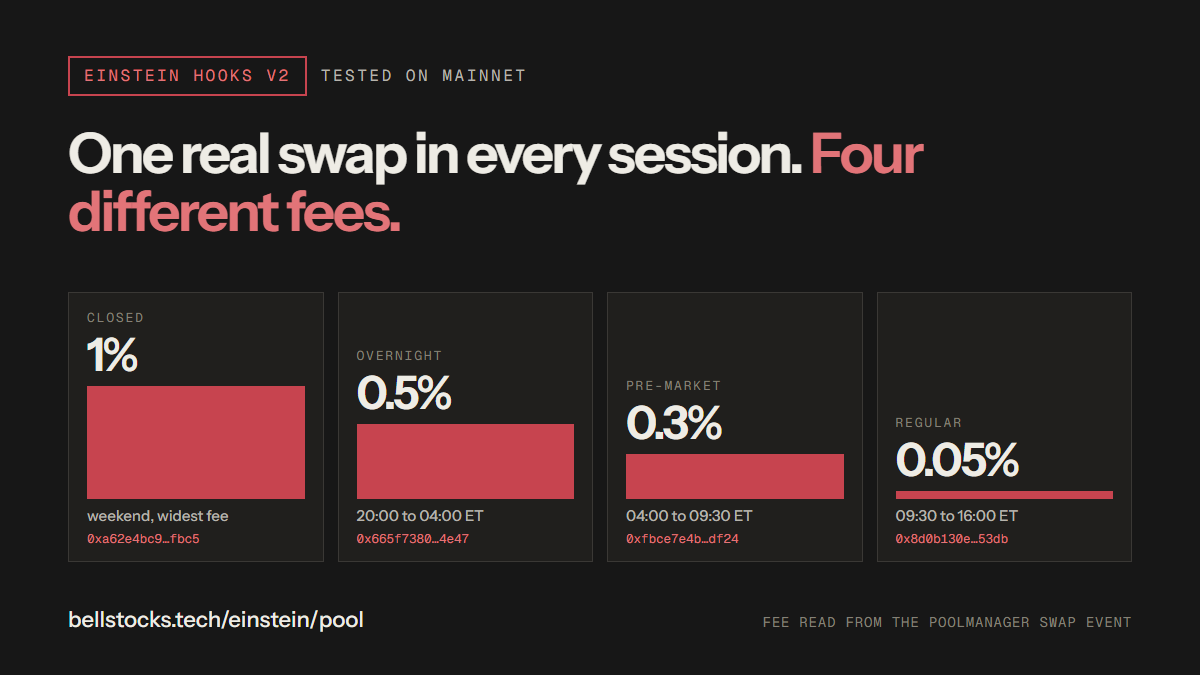 EINSTEIN HOOKS V2
TESTED ON MAINNET
One real swap in every session. Four
different fees.
CLOSED
1%
weekend, widest fee
0xa62e4bc9…fbc5
OVERNIGHT
0.5%
20:00 to 04:00 ET
0x665f7380…4e47
PRE-MARKET
0.3%
04:00 to 09:30 ET
0xfbce7e4b…df24
REGULAR
0.05%
09:30 to 16:00 ET
0x8d0b130e…53db
bellstocks.tech/einstein/pool
FEE READ FROM THE POOLMANAGER SWAP EVENT